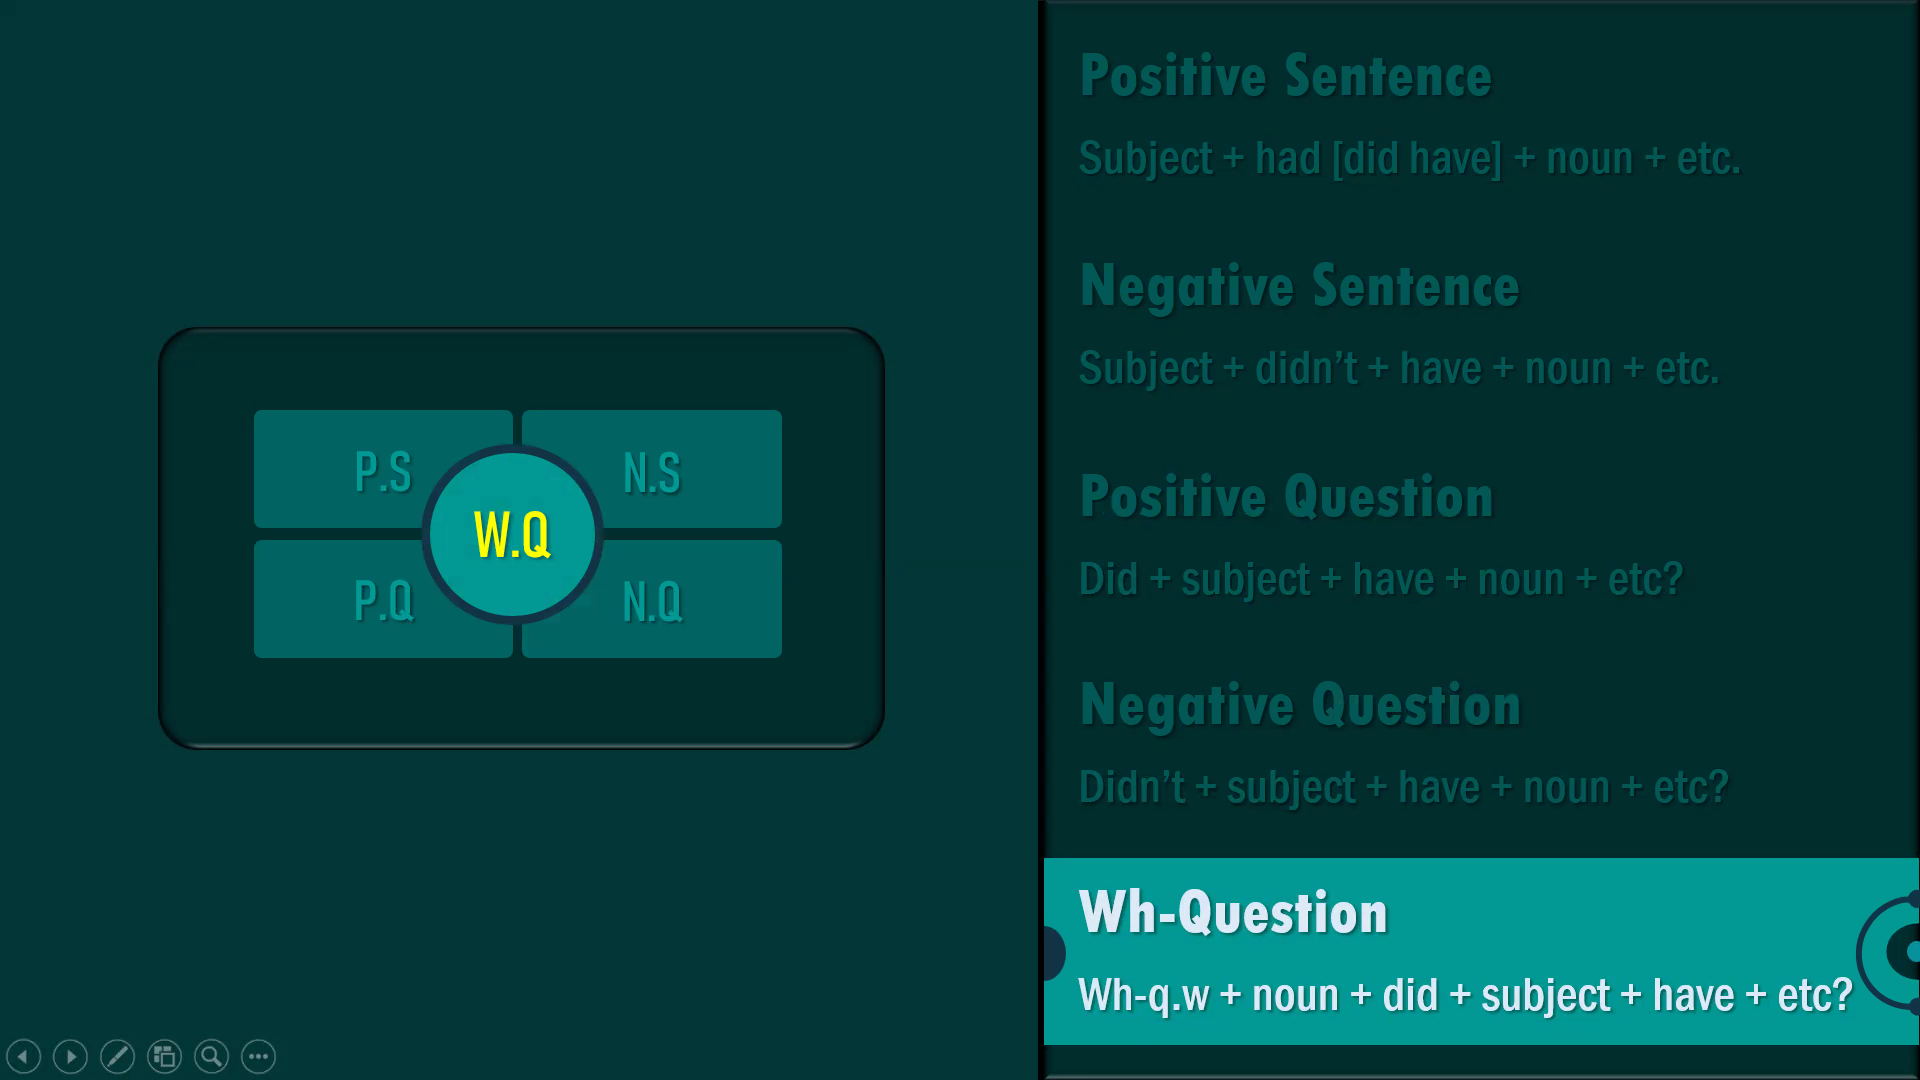 P.S
N.S
W.Q
P.Q
N.Q
Positive Sentence
Subject + had [did have] + noun + etc.
Negative Sentence
Subject + didn’t + have + noun + etc.
Positive Question
Did + subject + have + noun + etc?
Negative Question
Didn’t + subject + have + noun + etc?
Wh-Question
Wh-q.w + noun + did + subject + have + etc?